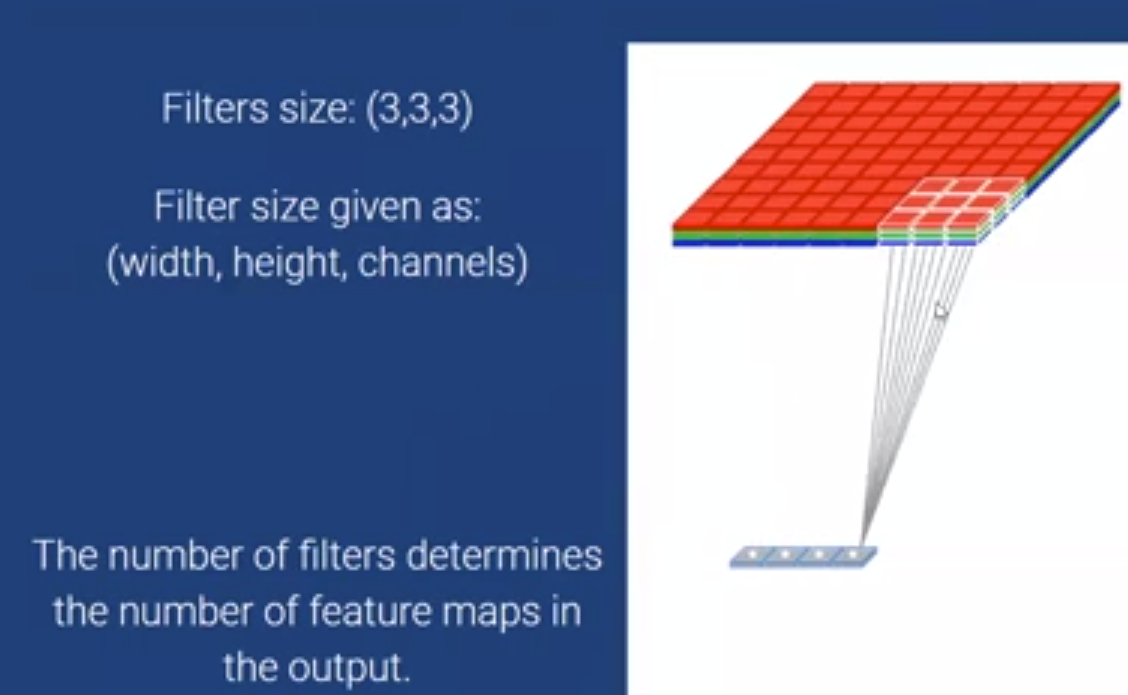 Filters size: (3,3,3)
Filter size given as:
(width, height, channels)
The number of filters determines
the number of feature maps in
the output.